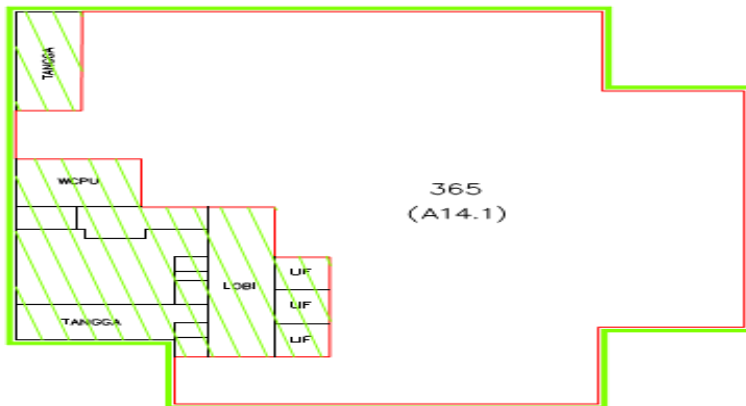 TANGGA
WCPU
365
(A14.1)
LOBI
LIF
LIF
LIF
TANGGA